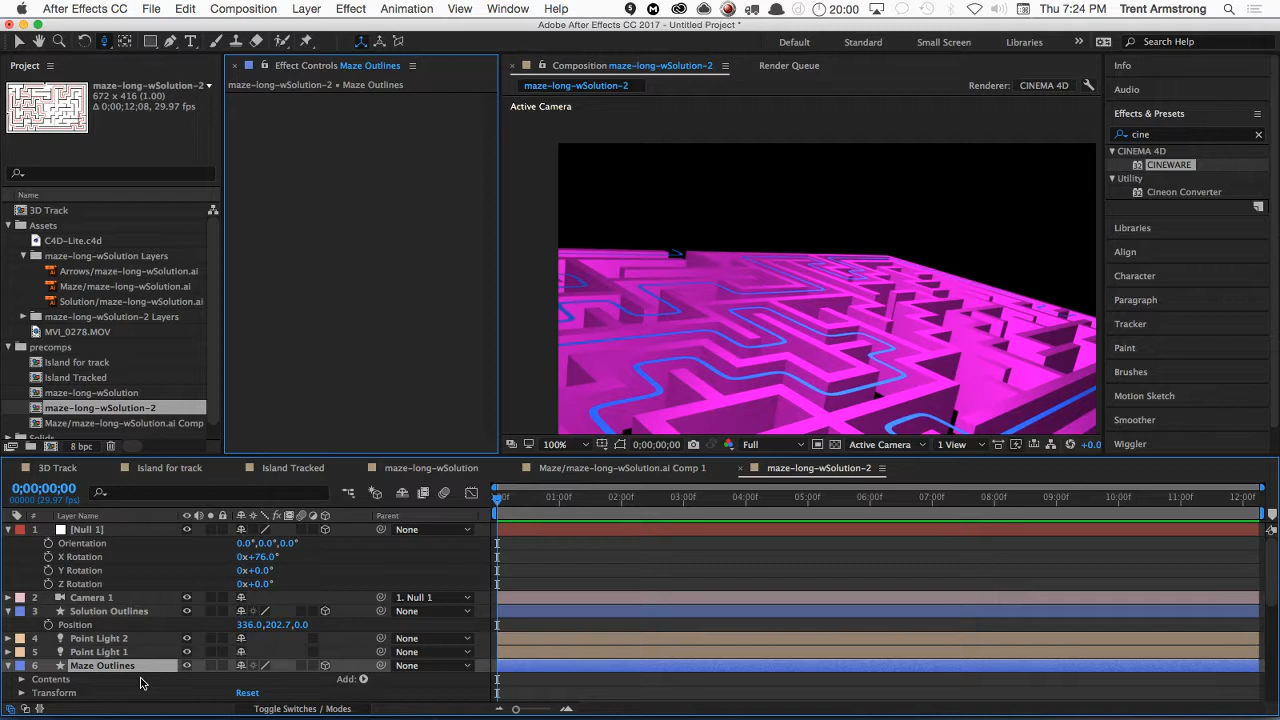 After Effects CC File Edit Composition Layer Effect Animation View Window Help 20:00 Thu 7:24 PM Trent Armstrong
Adobe After Effects CC 2017 - Untitled Project *
Default Standard Small Screen Libraries Search Help
Project
Effect Controls Maze Outlines
Composition maze-long-wSolution-2
Render Queue
Info
maze-long-wSolution-2
672 x 416 (1.00)
Δ 0;00;12;08, 29.97 fps
maze-long-wSolution-2 • Maze Outlines
maze-long-wSolution-2
Renderer: CINEMA 4D
Audio
Active Camera
Effects & Presets
cine
CINEMA 4D
CINEWARE
Utility
Cineon Converter
Name
3D Track
Assets
C4D-Lite.c4d
maze-long-wSolution Layers
Arrows/maze-long-wSolution.ai
Maze/maze-long-wSolution.ai
Solution/maze-long-wSolution.ai
maze-long-wSolution-2 Layers
MVI_0278.MOV
precomps
Island for track
Island Tracked
maze-long-wSolution
maze-long-wSolution-2
Maze/maze-long-wSolution.ai Comp
8 bpc
Libraries
Align
Character
Paragraph
Tracker
Paint
Brushes
Motion Sketch
Smoother
Wiggler
100% 0;00;00;00 Full Active Camera 1 View +0.0
3D Track Island for track Island Tracked maze-long-wSolution Maze/maze-long-wSolution.ai Comp 1 maze-long-wSolution-2
0;00;00;00
00000 (29.97 fps)
:00f 01:00f 02:00f 03:00f 04:00f 05:00f 06:00f 07:00f 08:00f 09:00f 10:00f 11:00f 12:00f
# Layer Name Parent
1 [Null 1] None
Orientation 0.0°,0.0°,0.0°
X Rotation 0x+76.0°
Y Rotation 0x+0.0°
Z Rotation 0x+0.0°
2 Camera 1 1. Null 1
3 Solution Outlines None
Position 336.0,202.7,0.0
4 Point Light 2 None
5 Point Light 1 None
6 Maze Outlines None
Contents Add:
Transform Reset
Toggle Switches / Modes